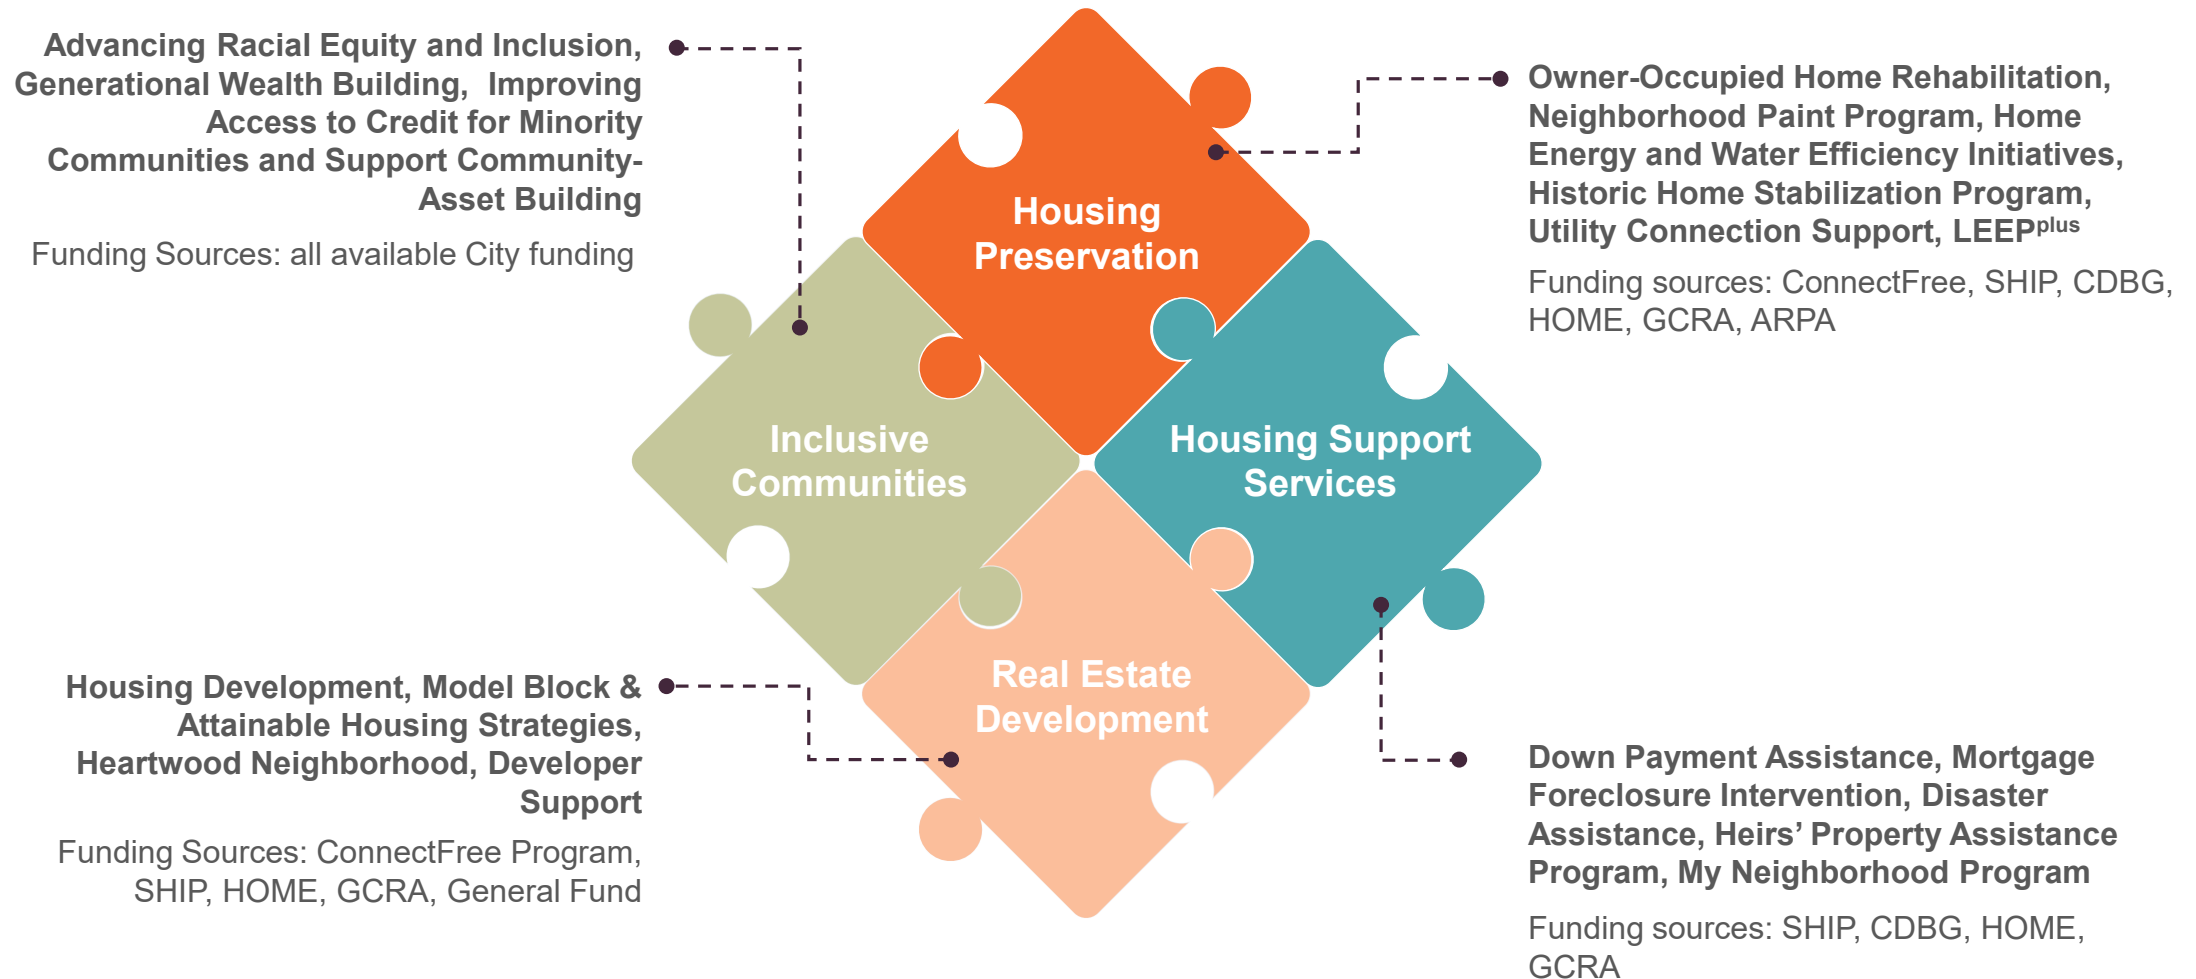 Advancing Racial Equity and Inclusion,
Generational Wealth Building,  Improving
Access to Credit for Minority
Communities and Support Community-
Asset Building
Funding Sources: all available City funding
Owner-Occupied Home Rehabilitation,
Neighborhood Paint Program, Home
Energy and Water Efficiency Initiatives,
Historic Home Stabilization Program,
Utility Connection Support, LEEPplus
Funding sources: ConnectFree, SHIP, CDBG,
HOME, GCRA, ARPA
Housing
Preservation
Inclusive
Communities
Housing Support
Services
Real Estate
Development
Housing Development, Model Block &
Attainable Housing Strategies,
Heartwood Neighborhood, Developer
Support
Funding Sources: ConnectFree Program,
SHIP, HOME, GCRA, General Fund
Down Payment Assistance, Mortgage
Foreclosure Intervention, Disaster
Assistance, Heirs’ Property Assistance
Program, My Neighborhood Program
Funding sources: SHIP, CDBG, HOME,
GCRA